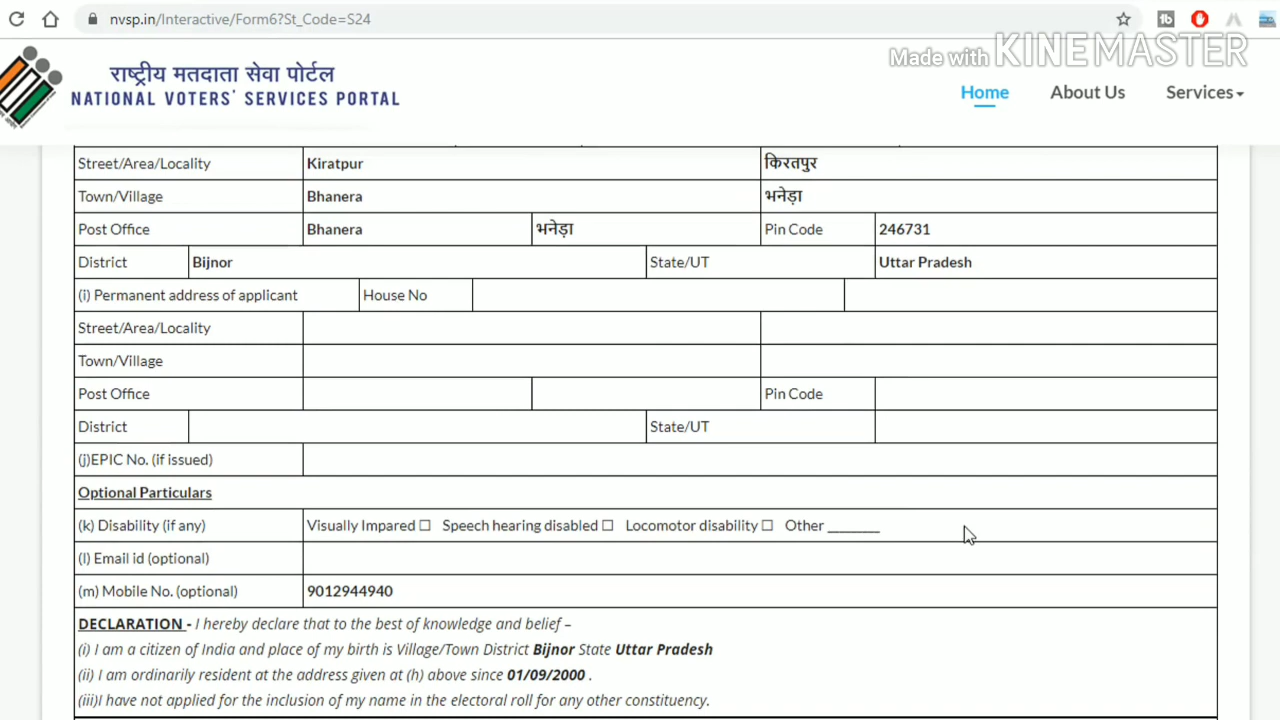 nvsp.in/Interactive/Form6?St_Code=S24
Made with KINEMASTER
राष्ट्रीय मतदाता सेवा पोर्टल
NATIONAL VOTERS' SERVICES PORTAL
Home About Us Services
Street/Area/Locality Kiratpur किरतपुर
Town/Village Bhanera भनेड़ा
Post Office Bhanera भनेड़ा Pin Code 246731
District Bijnor State/UT Uttar Pradesh
(i) Permanent address of applicant House No
Street/Area/Locality
Town/Village
Post Office Pin Code
District State/UT
(j)EPIC No. (if issued)
Optional Particulars
(k) Disability (if any) Visually Impared ☐ Speech hearing disabled ☐ Locomotor disability ☐ Other ________
(l) Email id (optional)
(m) Mobile No. (optional) 9012944940
DECLARATION - I hereby declare that to the best of knowledge and belief –
(i) I am a citizen of India and place of my birth is Village/Town District Bijnor State Uttar Pradesh
(ii) I am ordinarily resident at the address given at (h) above since 01/09/2000 .
(iii)I have not applied for the inclusion of my name in the electoral roll for any other constituency.